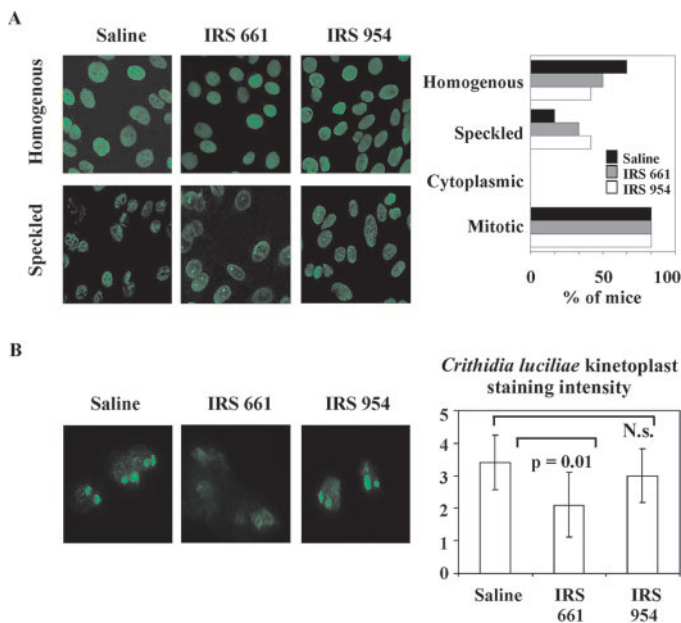 A
Saline IRS 661 IRS 954
Homogenous
Speckled
Homogenous
Speckled
Cytoplasmic
Mitotic
Saline
IRS 661
IRS 954
0 50 100
% of mice
B
Saline IRS 661 IRS 954
Crithidia luciliae kinetoplast
staining intensity
N.s.
p = 0.01
5
4
3
2
1
0
Saline IRS IRS
661 954